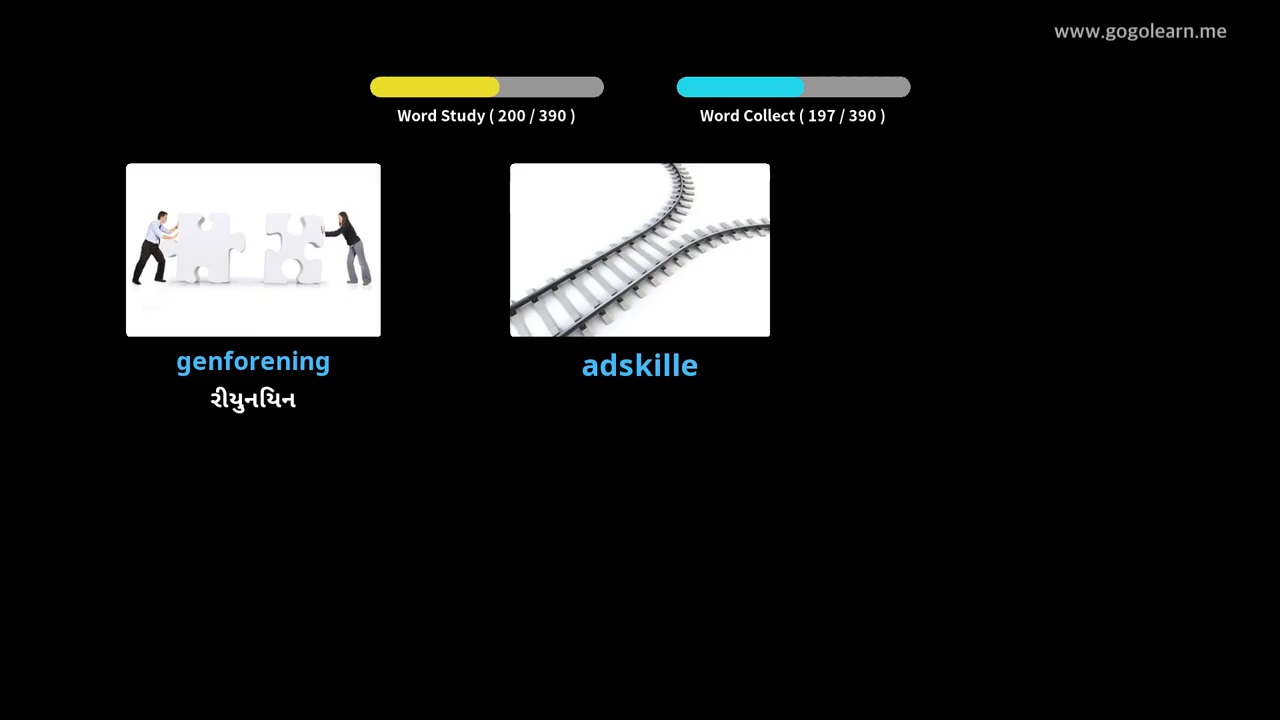 www.gogolearn.me
Word Study ( 200 / 390 )
Word Collect ( 197 / 390 )
genforening
adskille
રીયુનયિન